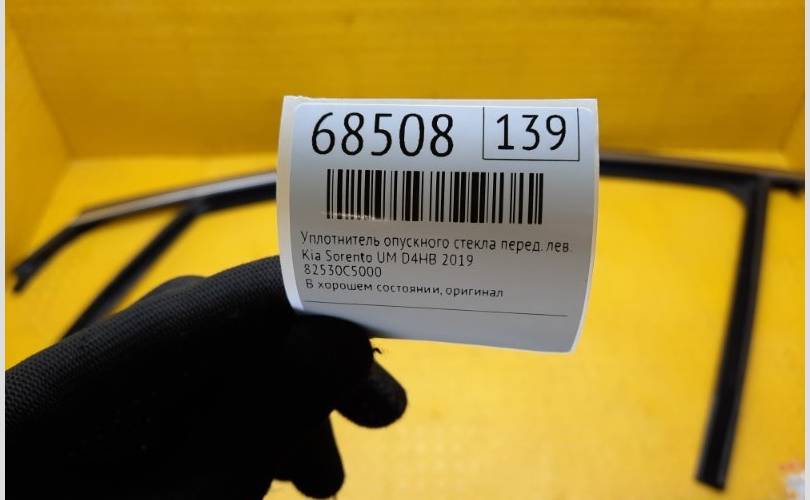 68508 139
Уплотнитель опускного стекла перед. лев.
Kia Sorento UM D4HB 2019
82530C5000
В хорошем состоянии, оригинал